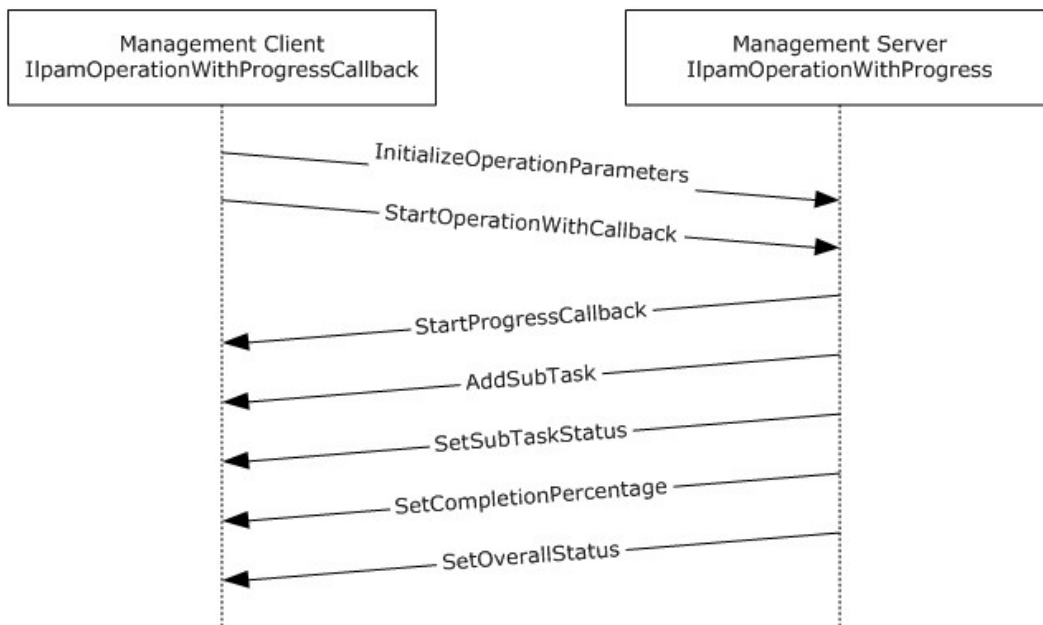 Management Client
IIpamOperationWithProgressCallback
Management Server
IIpamOperationWithProgress
InitializeOperationParameters
StartOperationWithCallback
StartProgressCallback
AddSubTask
SetSubTaskStatus
SetCompletionPercentage
SetOverallStatus